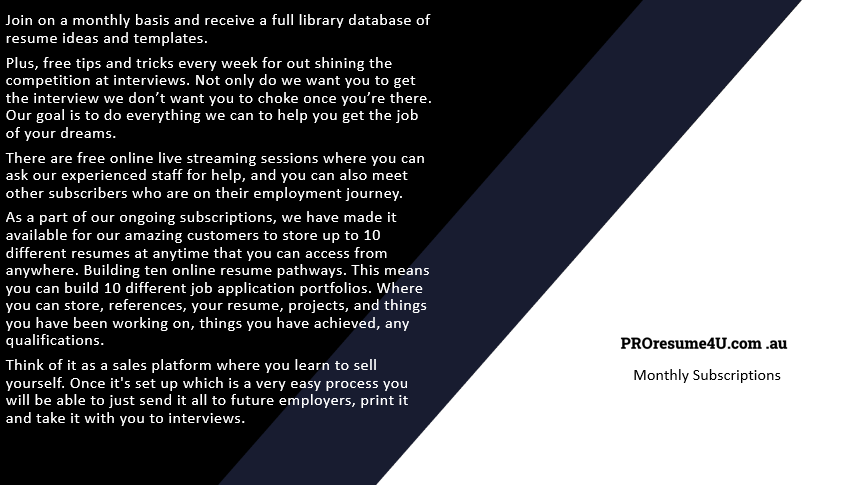 Join on a monthly basis and receive a full library database of
resume ideas and templates.
Plus, free tips and tricks every week for out shining the
competition at interviews. Not only do we want you to get
the interview we don’t want you to choke once you’re there.
Our goal is to do everything we can to help you get the job
of your dreams.
There are free online live streaming sessions where you can
ask our experienced staff for help, and you can also meet
other subscribers who are on their employment journey.
As a part of our ongoing subscriptions, we have made it
available for our amazing customers to store up to 10
different resumes at anytime that you can access from
anywhere. Building ten online resume pathways. This means
you can build 10 different job application portfolios. Where
you can store, references, your resume, projects, and things
you have been working on, things you have achieved, any
qualifications.
Think of it as a sales platform where you learn to sell
yourself. Once it's set up which is a very easy process you
will be able to just send it all to future employers, print it
and take it with you to interviews.
PROresume4U.com .au
Monthly Subscriptions